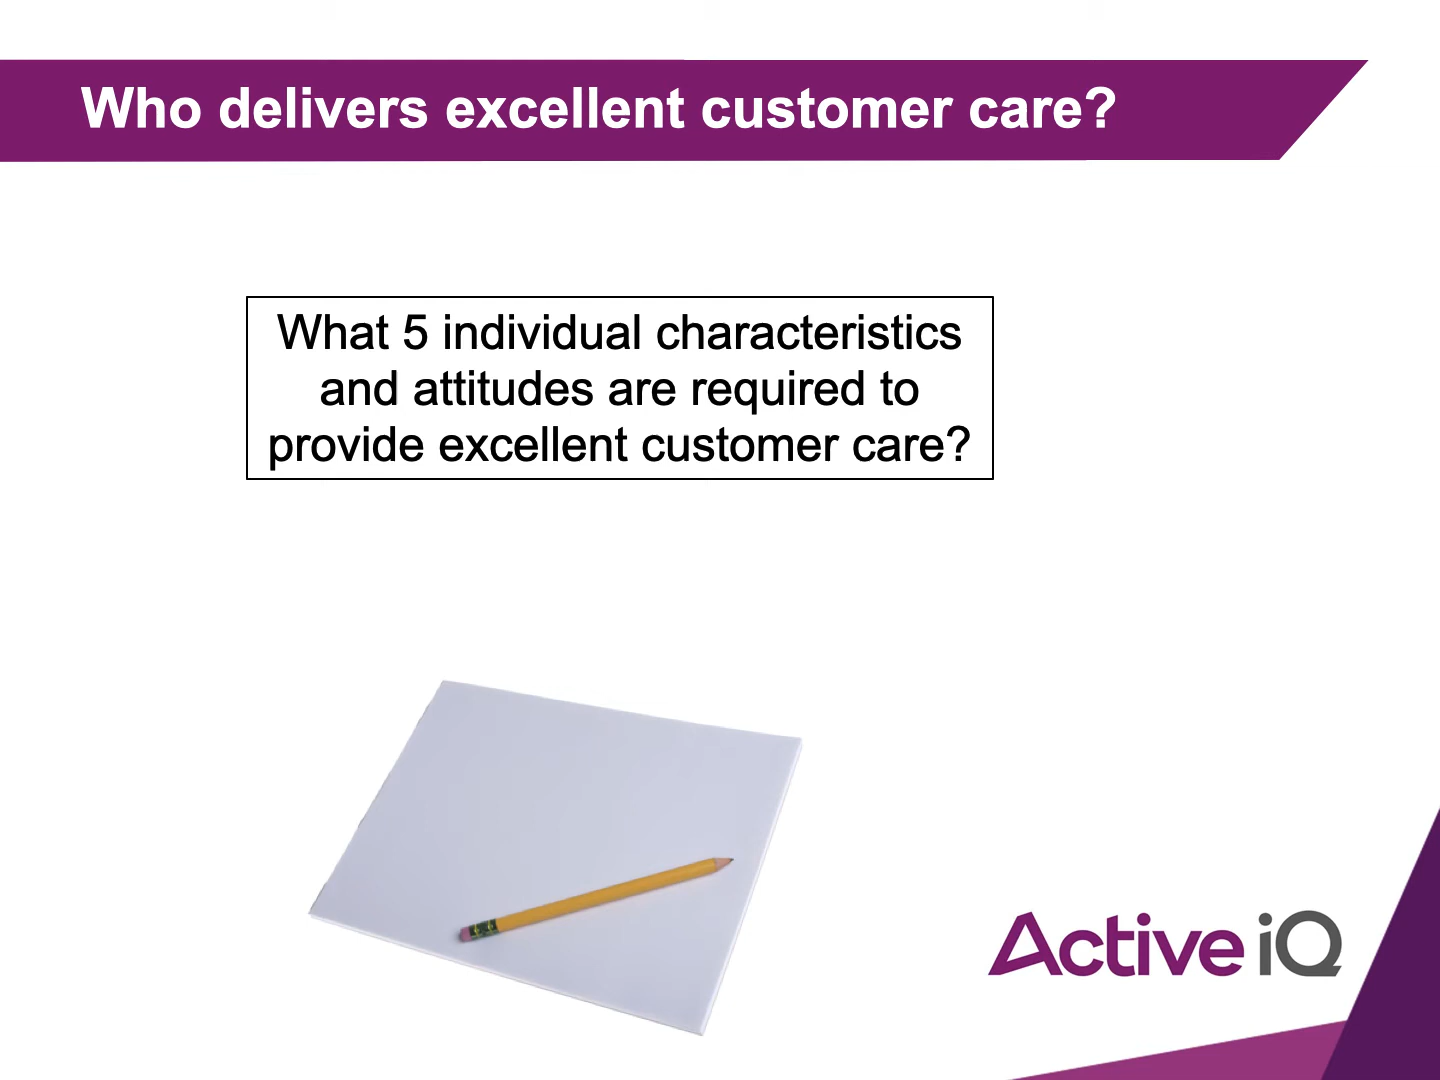 Who delivers excellent customer care?
What 5 individual characteristics
and attitudes are required to
provide excellent customer care?
Active iQ